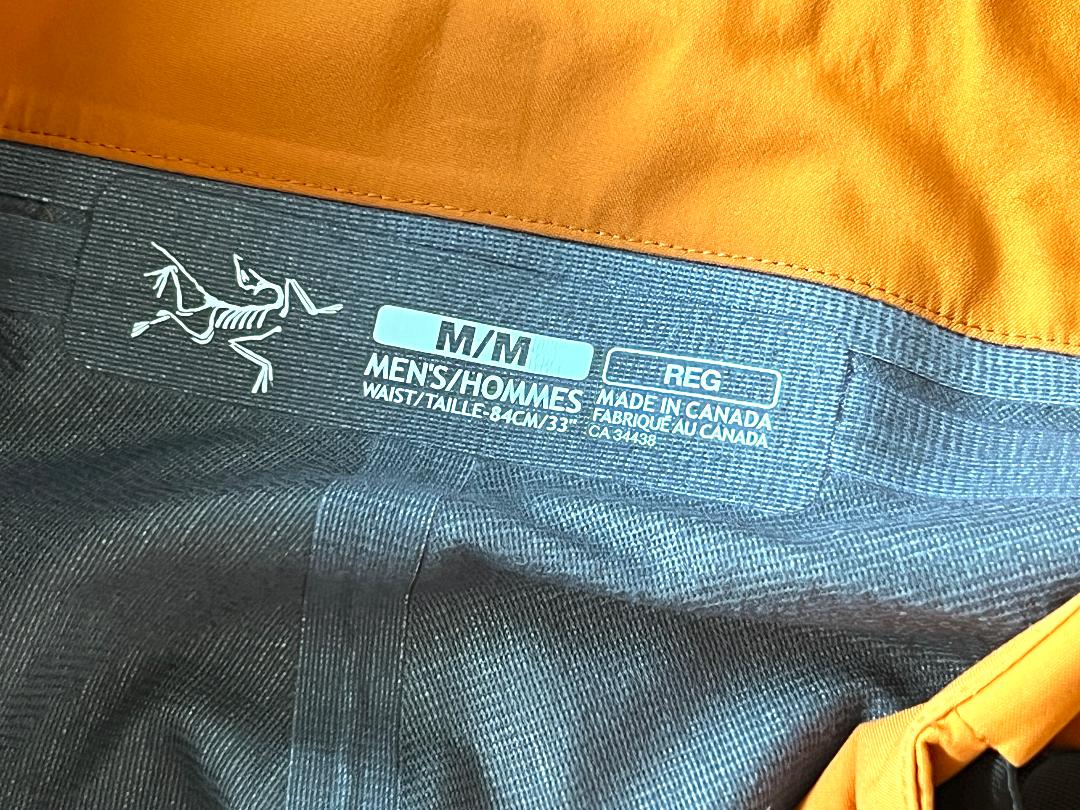 M/M
MEN'S/HOMMES
WAIST/TAILLE-84CM/33"
REG
MADE IN CANADA
FABRIQUÉ AU CANADA
CA 34438